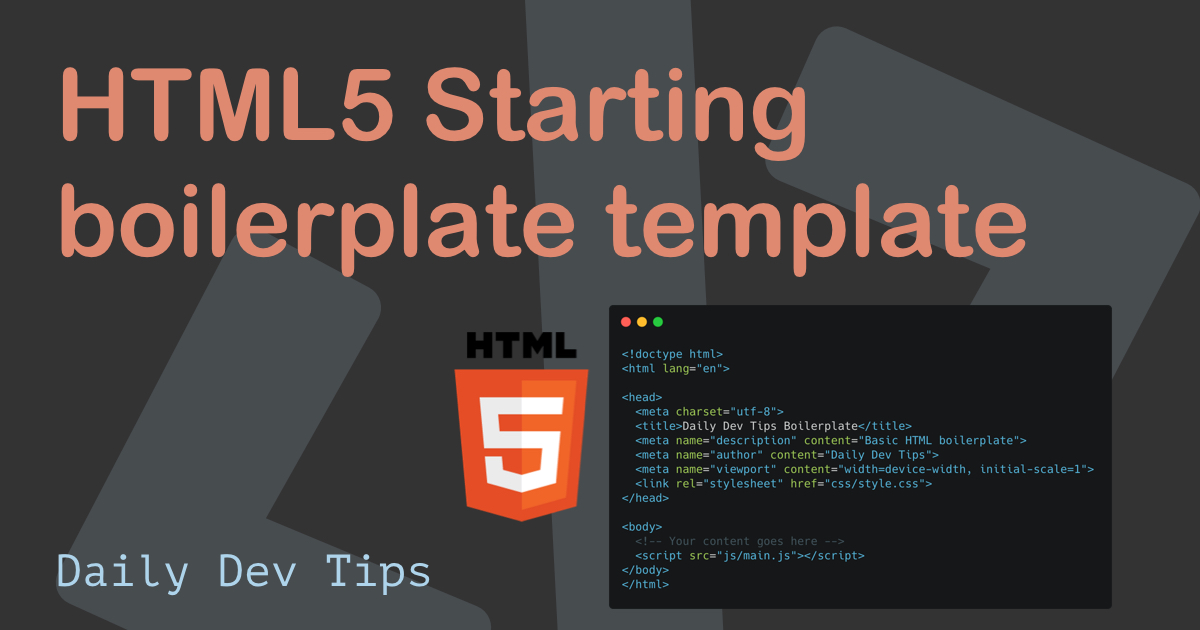 HTML5 Starting
boilerplate template
HTML
5
<!doctype html>
<html lang="en">
<head>
  <meta charset="utf-8">
  <title>Daily Dev Tips Boilerplate</title>
  <meta name="description" content="Basic HTML boilerplate">
  <meta name="author" content="Daily Dev Tips">
  <meta name="viewport" content="width=device-width, initial-scale=1">
  <link rel="stylesheet" href="css/style.css">
</head>
<body>
  <!-- Your content goes here -->
  <script src="js/main.js"></script>
</body>
</html>
Daily Dev Tips